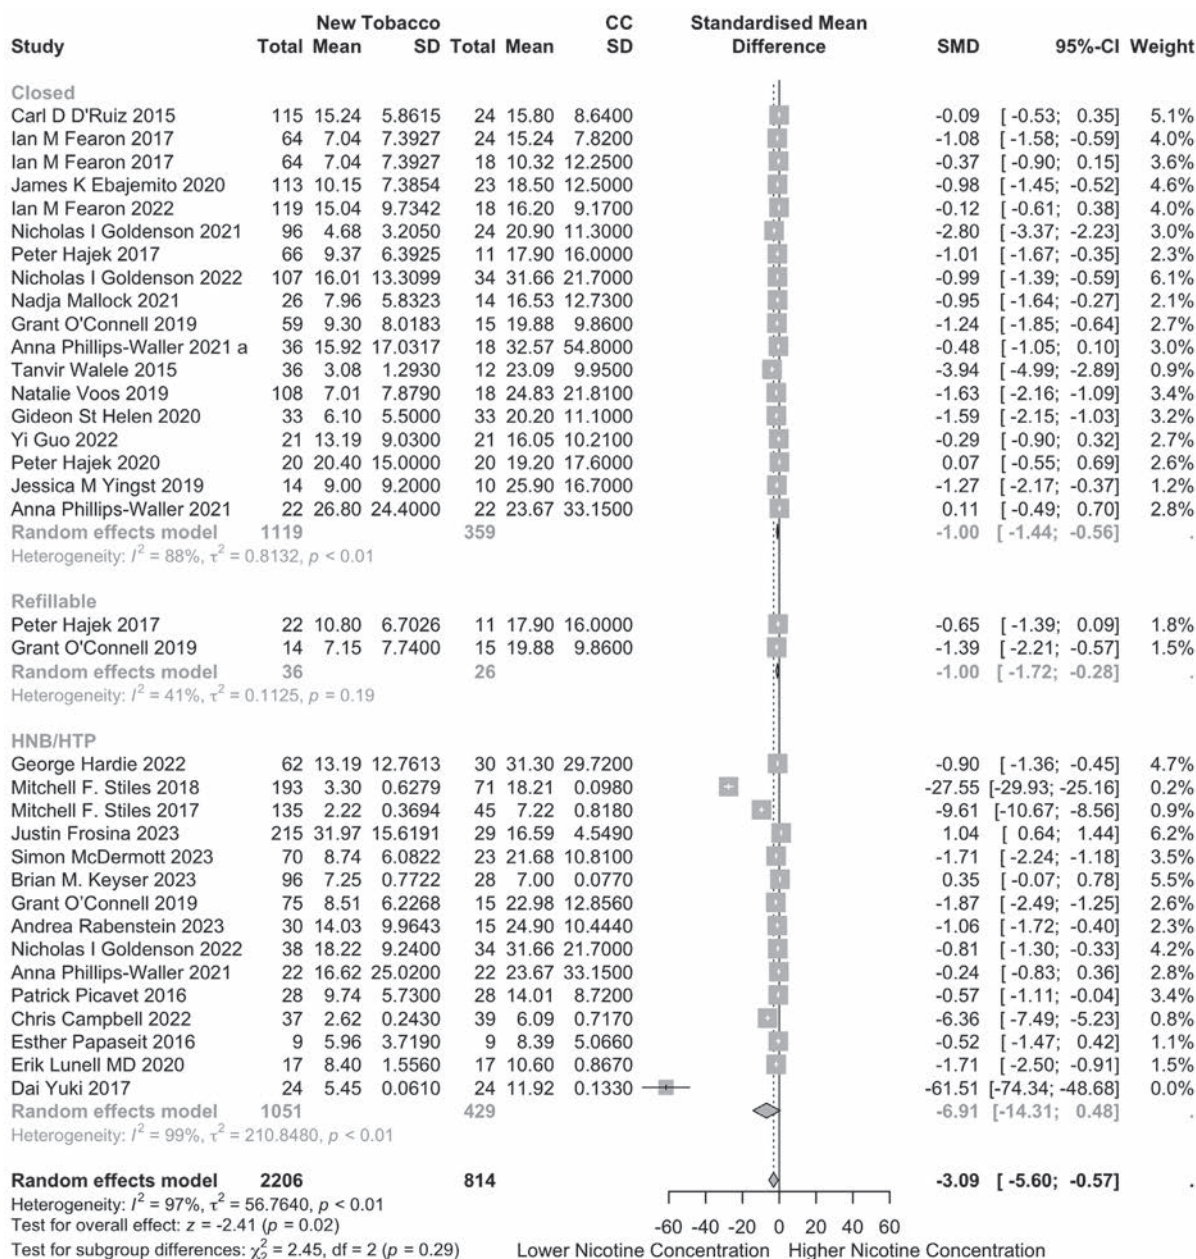 New Tobacco CC Standardised Mean
Study Total Mean SD Total Mean SD Difference SMD 95%-CI Weight
Closed
Carl D D'Ruiz 2015 115 15.24 5.8615 24 15.80 8.6400 -0.09 [ -0.53; 0.35] 5.1%
Ian M Fearon 2017 64 7.04 7.3927 24 15.24 7.8200 -1.08 [ -1.58; -0.59] 4.0%
Ian M Fearon 2017 64 7.04 7.3927 18 10.32 12.2500 -0.37 [ -0.90; 0.15] 3.6%
James K Ebajemito 2020 113 10.15 7.3854 23 18.50 12.5000 -0.98 [ -1.45; -0.52] 4.6%
Ian M Fearon 2022 119 15.04 9.7342 18 16.20 9.1700 -0.12 [ -0.61; 0.38] 4.0%
Nicholas I Goldenson 2021 96 4.68 3.2050 24 20.90 11.3000 -2.80 [ -3.37; -2.23] 3.0%
Peter Hajek 2017 66 9.37 6.3925 11 17.90 16.0000 -1.01 [ -1.67; -0.35] 2.3%
Nicholas I Goldenson 2022 107 16.01 13.3099 34 31.66 21.7000 -0.99 [ -1.39; -0.59] 6.1%
Nadja Mallock 2021 26 7.96 5.8323 14 16.53 12.7300 -0.95 [ -1.64; -0.27] 2.1%
Grant O'Connell 2019 59 9.30 8.0183 15 19.88 9.8600 -1.24 [ -1.85; -0.64] 2.7%
Anna Phillips-Waller 2021 a 36 15.92 17.0317 18 32.57 54.8000 -0.48 [ -1.05; 0.10] 3.0%
Tanvir Walele 2015 36 3.08 1.2930 12 23.09 9.9500 -3.94 [ -4.99; -2.89] 0.9%
Natalie Voos 2019 108 7.01 7.8790 18 24.83 21.8100 -1.63 [ -2.16; -1.09] 3.4%
Gideon St Helen 2020 33 6.10 5.5000 33 20.20 11.1000 -1.59 [ -2.15; -1.03] 3.2%
Yi Guo 2022 21 13.19 9.0300 21 16.05 10.2100 -0.29 [ -0.90; 0.32] 2.7%
Peter Hajek 2020 20 20.40 15.0000 20 19.20 17.6000 0.07 [ -0.55; 0.69] 2.6%
Jessica M Yingst 2019 14 9.00 9.2000 10 25.90 16.7000 -1.27 [ -2.17; -0.37] 1.2%
Anna Phillips-Waller 2021 22 26.80 24.4000 22 23.67 33.1500 0.11 [ -0.49; 0.70] 2.8%
Random effects model 1119 359 -1.00 [ -1.44; -0.56] .
Heterogeneity: I² = 88%, τ² = 0.8132, p < 0.01
Refillable
Peter Hajek 2017 22 10.80 6.7026 11 17.90 16.0000 -0.65 [ -1.39; 0.09] 1.8%
Grant O'Connell 2019 14 7.15 7.7400 15 19.88 9.8600 -1.39 [ -2.21; -0.57] 1.5%
Random effects model 36 26 -1.00 [ -1.72; -0.28] .
Heterogeneity: I² = 41%, τ² = 0.1125, p = 0.19
HNB/HTP
George Hardie 2022 62 13.19 12.7613 30 31.30 29.7200 -0.90 [ -1.36; -0.45] 4.7%
Mitchell F. Stiles 2018 193 3.30 0.6279 71 18.21 0.0980 -27.55 [-29.93; -25.16] 0.2%
Mitchell F. Stiles 2017 135 2.22 0.3694 45 7.22 0.8180 -9.61 [-10.67; -8.56] 0.9%
Justin Frosina 2023 215 31.97 15.6191 29 16.59 4.5490 1.04 [ 0.64; 1.44] 6.2%
Simon McDermott 2023 70 8.74 6.0822 23 21.68 10.8100 -1.71 [ -2.24; -1.18] 3.5%
Brian M. Keyser 2023 96 7.25 0.7722 28 7.00 0.0770 0.35 [ -0.07; 0.78] 5.5%
Grant O'Connell 2019 75 8.51 6.2268 15 22.98 12.8560 -1.87 [ -2.49; -1.25] 2.6%
Andrea Rabenstein 2023 30 14.03 9.9643 15 24.90 10.4440 -1.06 [ -1.72; -0.40] 2.3%
Nicholas I Goldenson 2022 38 18.22 9.2400 34 31.66 21.7000 -0.81 [ -1.30; -0.33] 4.2%
Anna Phillips-Waller 2021 22 16.62 25.0200 22 23.67 33.1500 -0.24 [ -0.83; 0.36] 2.8%
Patrick Picavet 2016 28 9.74 5.7300 28 14.01 8.7200 -0.57 [ -1.11; -0.04] 3.4%
Chris Campbell 2022 37 2.62 0.2430 39 6.09 0.7170 -6.36 [ -7.49; -5.23] 0.8%
Esther Papaseit 2016 9 5.96 3.7190 9 8.39 5.0660 -0.52 [ -1.47; 0.42] 1.1%
Erik Lunell MD 2020 17 8.40 1.5560 17 10.60 0.8670 -1.71 [ -2.50; -0.91] 1.5%
Dai Yuki 2017 24 5.45 0.0610 24 11.92 0.1330 -61.51 [-74.34; -48.68] 0.0%
Random effects model 1051 429 -6.91 [-14.31; 0.48] .
Heterogeneity: I² = 99%, τ² = 210.8480, p < 0.01
Random effects model 2206 814 -3.09 [ -5.60; -0.57] .
Heterogeneity: I² = 97%, τ² = 56.7640, p < 0.01
Test for overall effect: z = -2.41 (p = 0.02)
-60 -40 -20 0 20 40 60
Test for subgroup differences: χ²₂ = 2.45, df = 2 (p = 0.29) Lower Nicotine Concentration Higher Nicotine Concentration